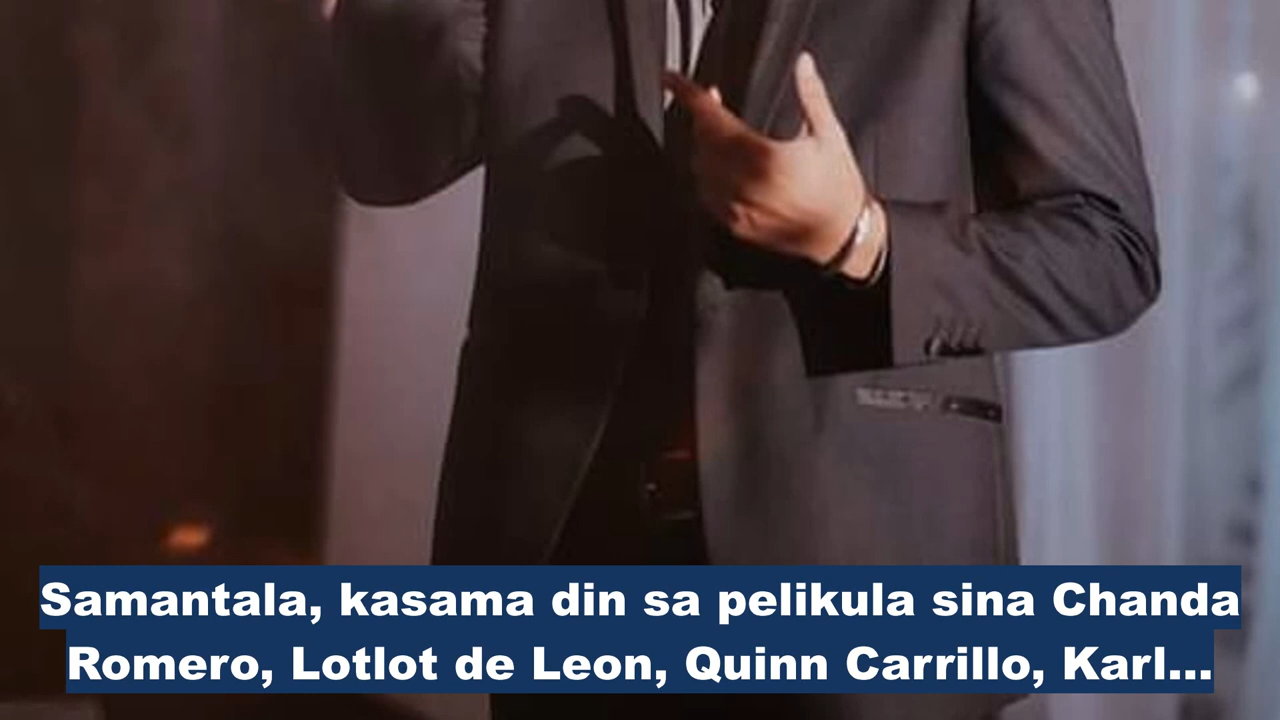 Samantala, kasama din sa pelikula sina Chanda
Romero, Lotlot de Leon, Quinn Carrillo, Karl...